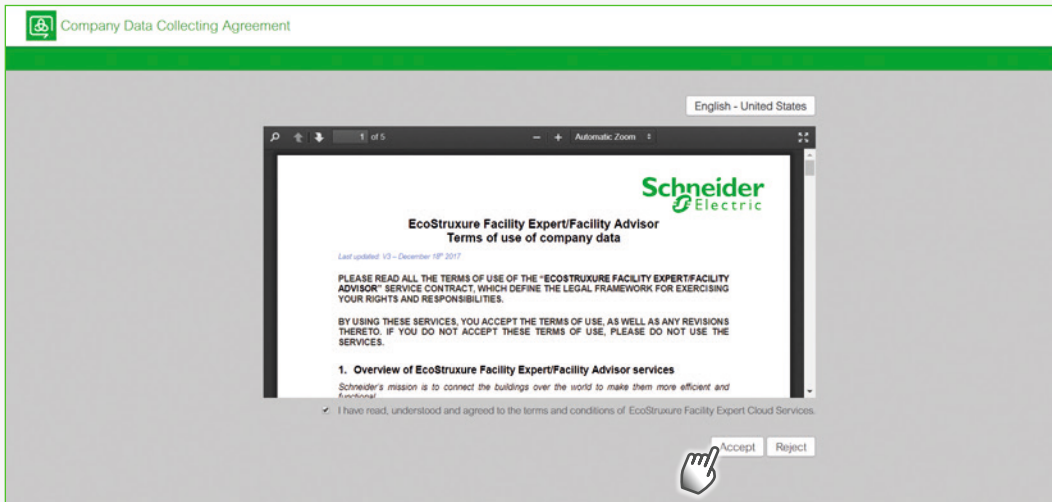 Company Data Collecting Agreement
English - United States
1 of 5
− + Automatic Zoom
Schneider
Electric
EcoStruxure Facility Expert/Facility Advisor
Terms of use of company data
Last updated: V3 – December 18th 2017
PLEASE READ ALL THE TERMS OF USE OF THE “ECOSTRUXURE FACILITY EXPERT/FACILITY
ADVISOR” SERVICE CONTRACT, WHICH DEFINE THE LEGAL FRAMEWORK FOR EXERCISING
YOUR RIGHTS AND RESPONSIBILITIES.
BY USING THESE SERVICES, YOU ACCEPT THE TERMS OF USE, AS WELL AS ANY REVISIONS
THERETO. IF YOU DO NOT ACCEPT THESE TERMS OF USE, PLEASE DO NOT USE THE
SERVICES.
1. Overview of EcoStruxure Facility Expert/Facility Advisor services
Schneider's mission is to connect the buildings over the world to make them more efficient and
functional
I have read, understood and agreed to the terms and conditions of EcoStruxure Facility Expert Cloud Services.
Accept Reject